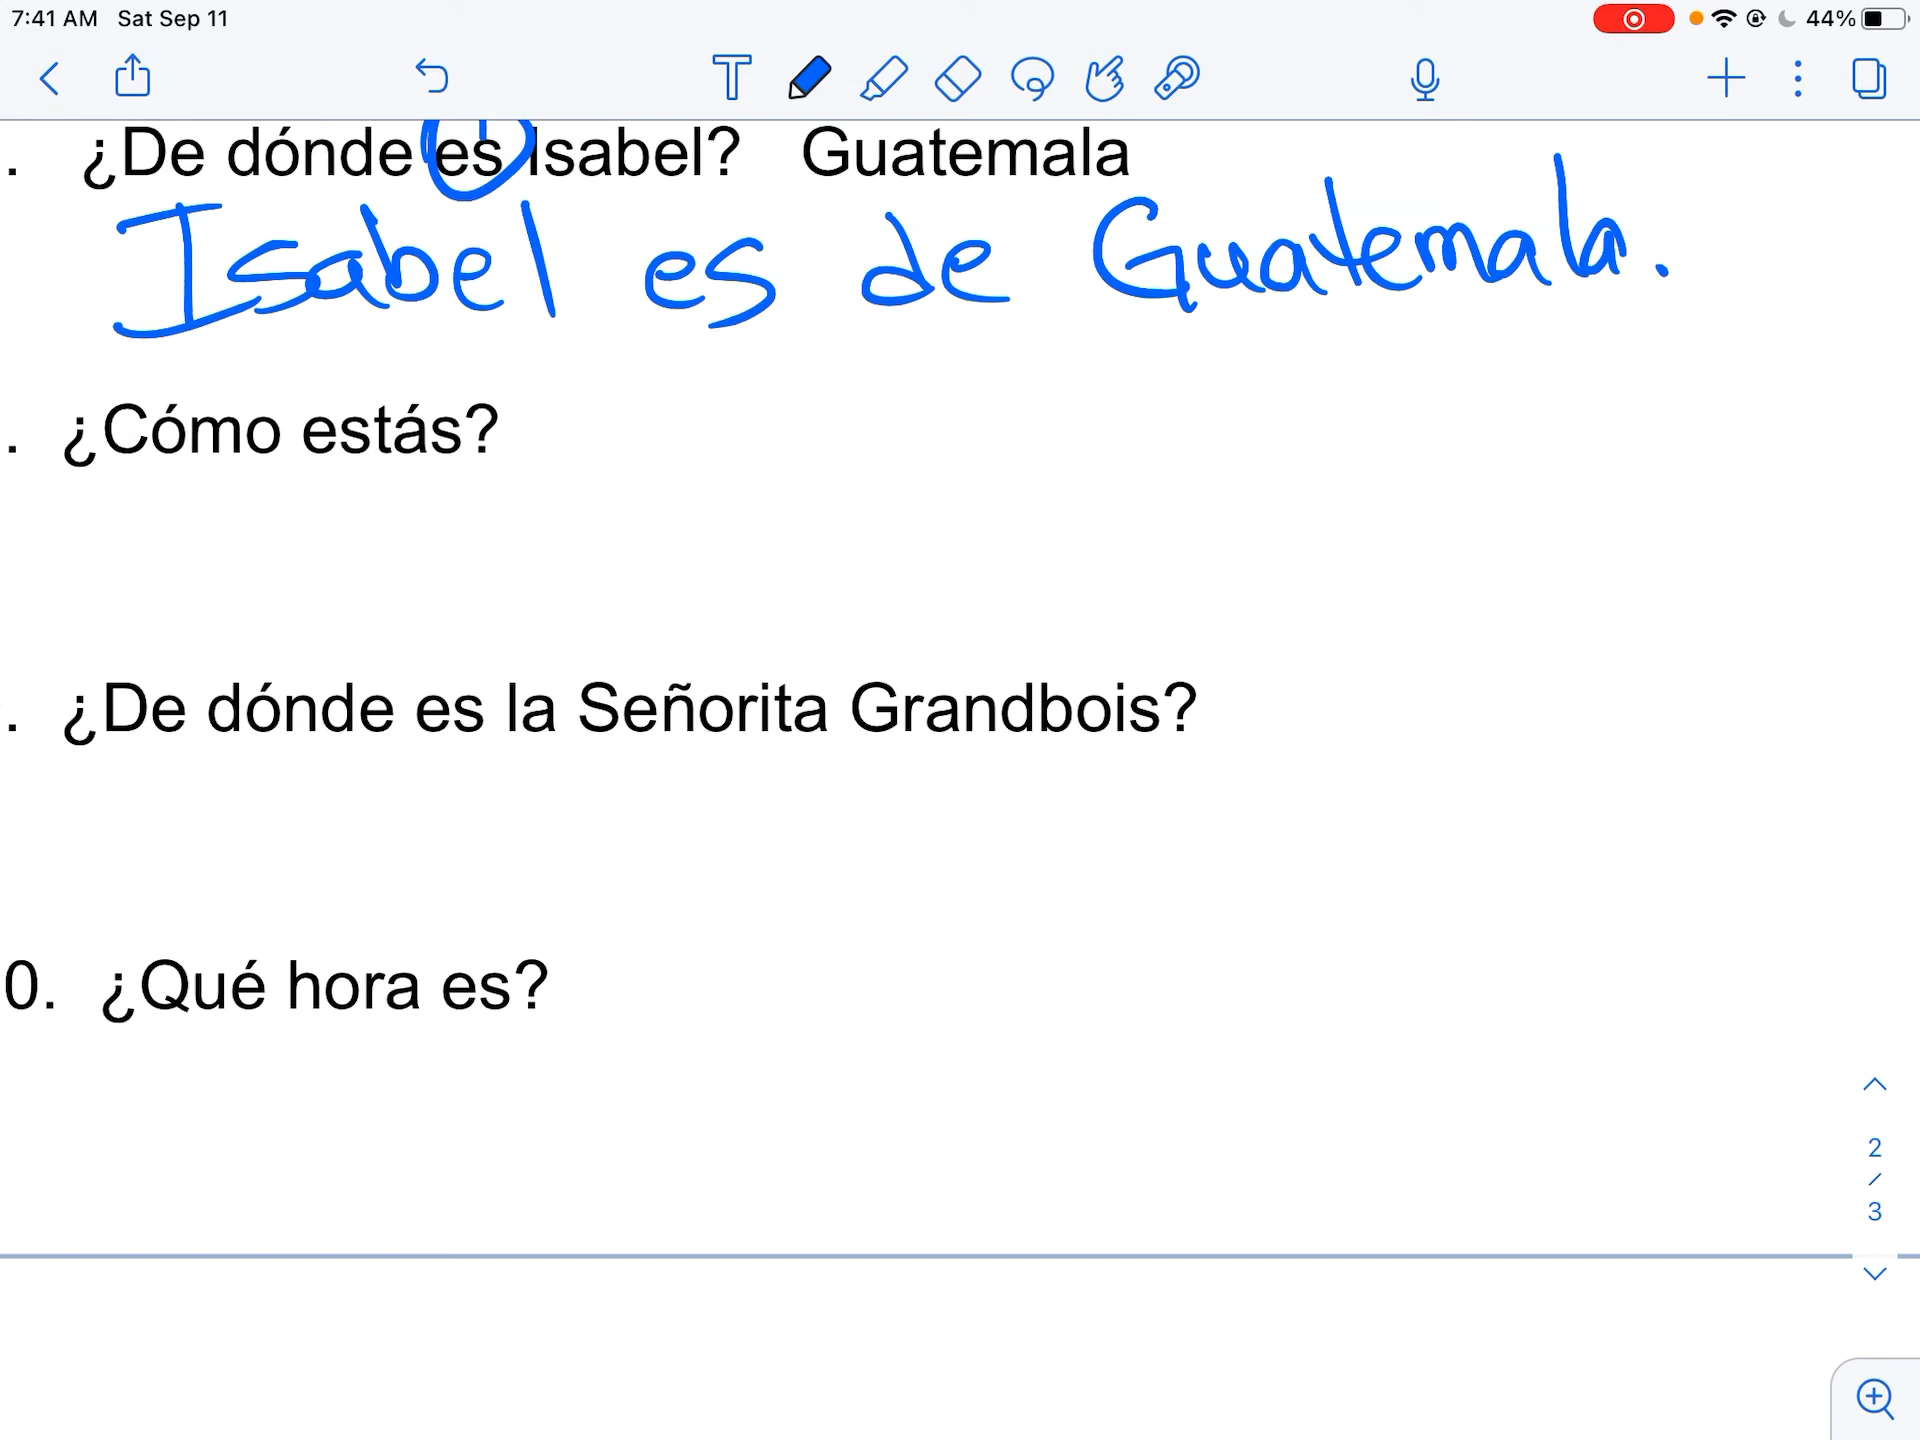 7:41 AM Sat Sep 11 44%
. ¿De dónde es Isabel? Guatemala
Isabel es de Guatemala.
. ¿Cómo estás?
. ¿De dónde es la Señorita Grandbois?
0. ¿Qué hora es?
2
/
3